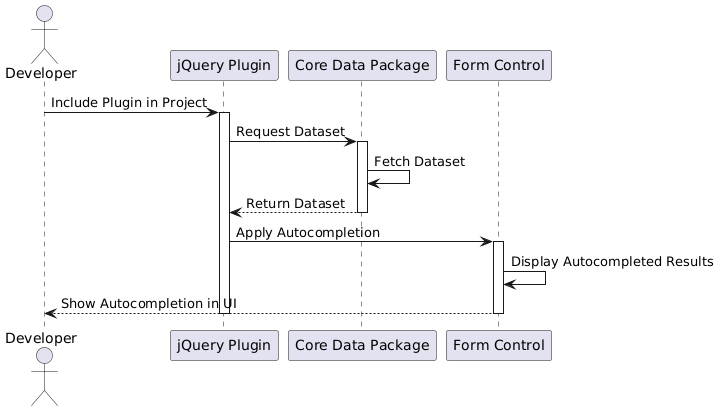 Developer
jQuery Plugin
Core Data Package
Form Control
Include Plugin in Project
Request Dataset
Fetch Dataset
Return Dataset
Apply Autocompletion
Display Autocompleted Results
Show Autocompletion in UI
Developer
jQuery Plugin
Core Data Package
Form Control